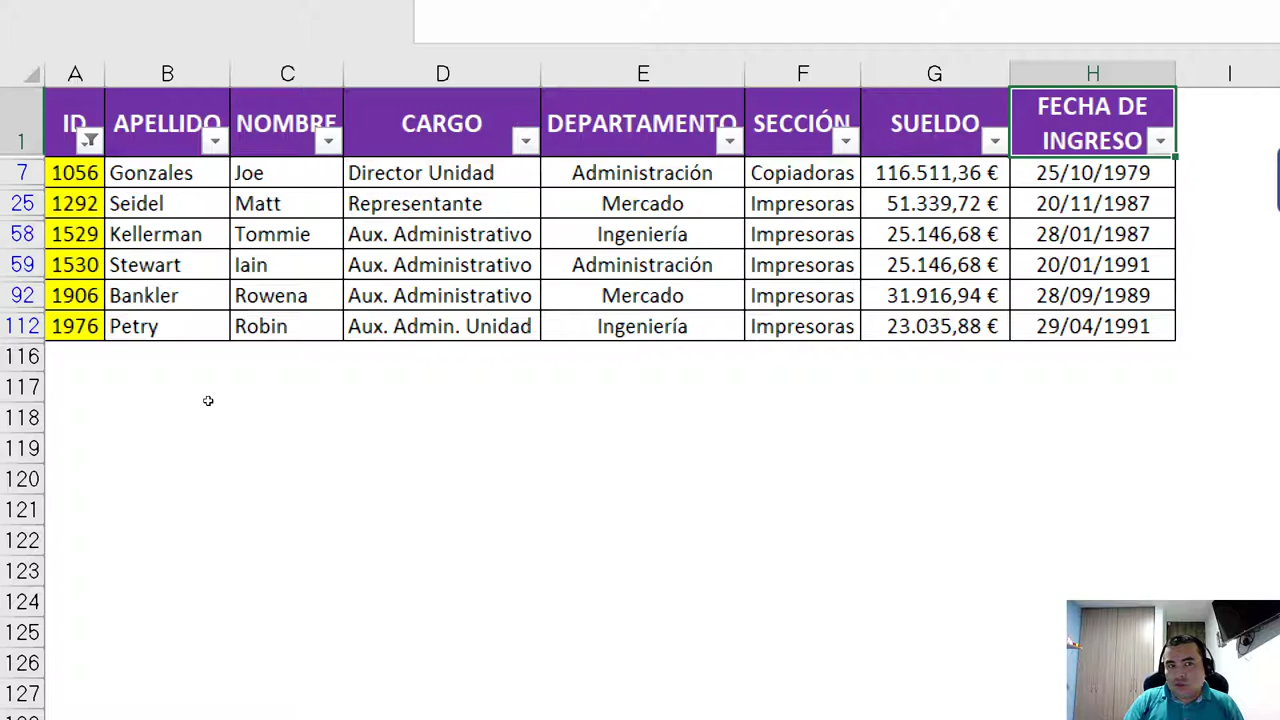 A B C D E F G H I
1 ID APELLIDO NOMBRE CARGO DEPARTAMENTO SECCIÓN SUELDO FECHA DE INGRESO
7 1056 Gonzales Joe Director Unidad Administración Copiadoras 116.511,36 € 25/10/1979
25 1292 Seidel Matt Representante Mercado Impresoras 51.339,72 € 20/11/1987
58 1529 Kellerman Tommie Aux. Administrativo Ingeniería Impresoras 25.146,68 € 28/01/1987
59 1530 Stewart Iain Aux. Administrativo Administración Impresoras 25.146,68 € 20/01/1991
92 1906 Bankler Rowena Aux. Administrativo Mercado Impresoras 31.916,94 € 28/09/1989
112 1976 Petry Robin Aux. Admin. Unidad Ingeniería Impresoras 23.035,88 € 29/04/1991
116
117
118
119
120
121
122
123
124
125
126
127